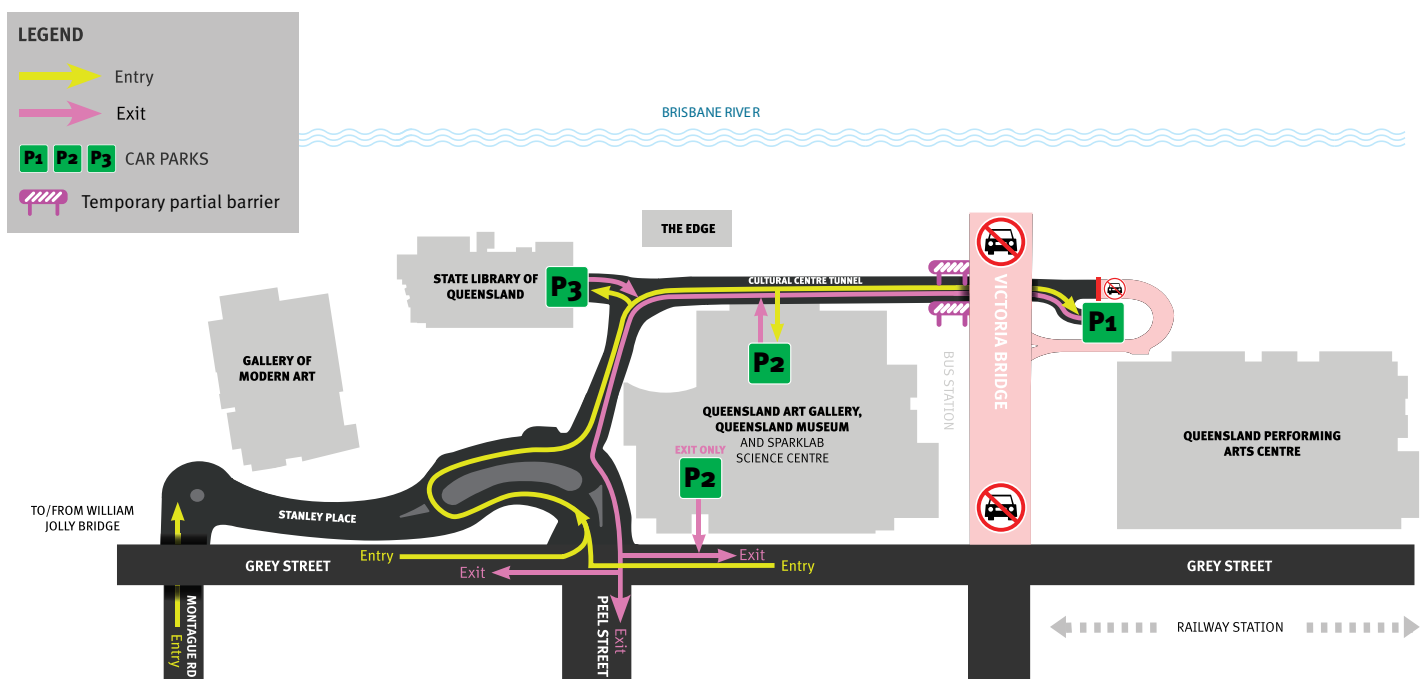 LEGEND
Entry
Exit
P1 P2 P3 CAR PARKS
Temporary partial barrier
BRISBANE RIVER
THE EDGE
STATE LIBRARY OF
QUEENSLAND
P3
CULTURAL CENTRE TUNNEL
VICTORIA BRIDGE
P1
P2
BUS STATION
GALLERY OF
MODERN ART
QUEENSLAND ART GALLERY,
QUEENSLAND MUSEUM
AND SPARKLAB
SCIENCE CENTRE
EXIT ONLY
P2
QUEENSLAND PERFORMING
ARTS CENTRE
TO/FROM WILLIAM
JOLLY BRIDGE
STANLEY PLACE
Entry
Exit
Entry
Exit
GREY STREET
GREY STREET
MONTAGUE RD
Entry
PEEL STREET
Exit
RAILWAY STATION